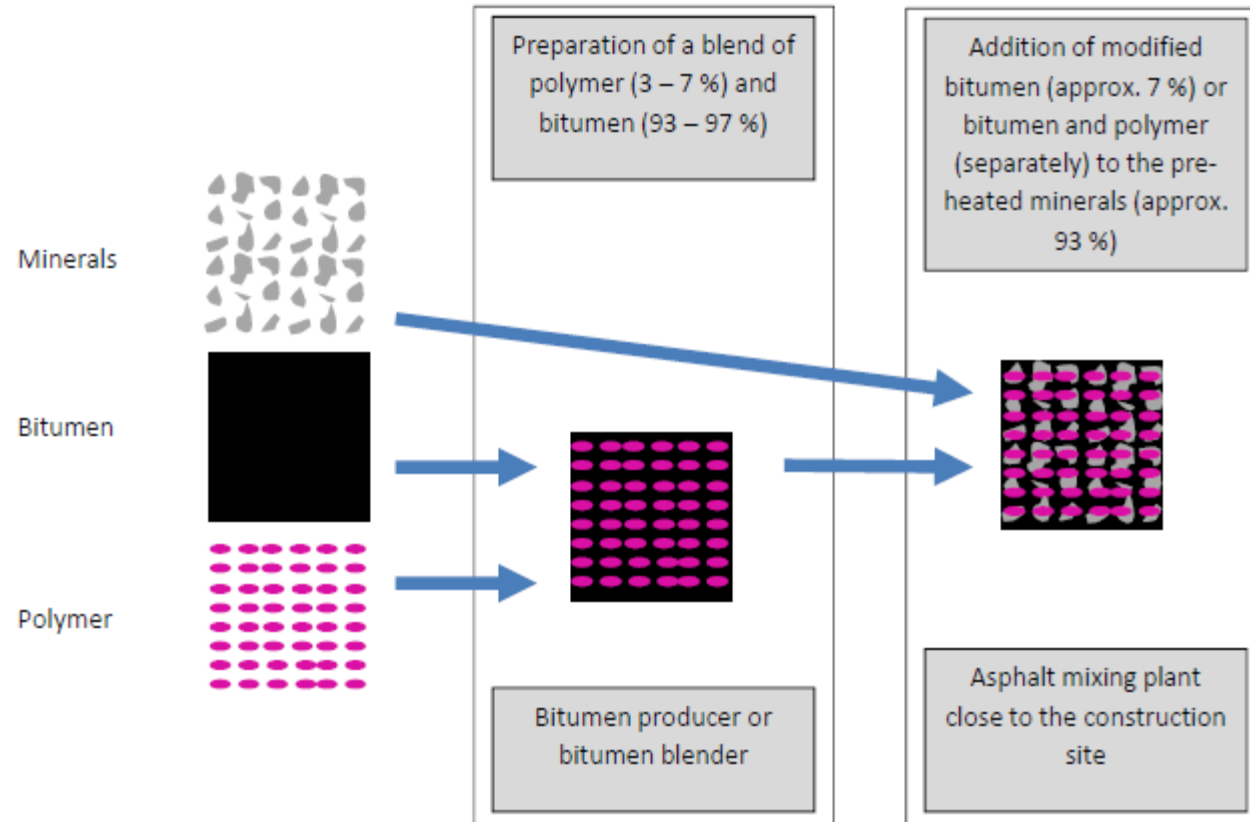 Preparation of a blend of
polymer (3 – 7 %) and
bitumen (93 – 97 %)
Addition of modified
bitumen (approx. 7 %) or
bitumen and polymer
(separately) to the pre-
heated minerals (approx.
93 %)
Minerals
Bitumen
Polymer
Bitumen producer or
bitumen blender
Asphalt mixing plant
close to the construction
site